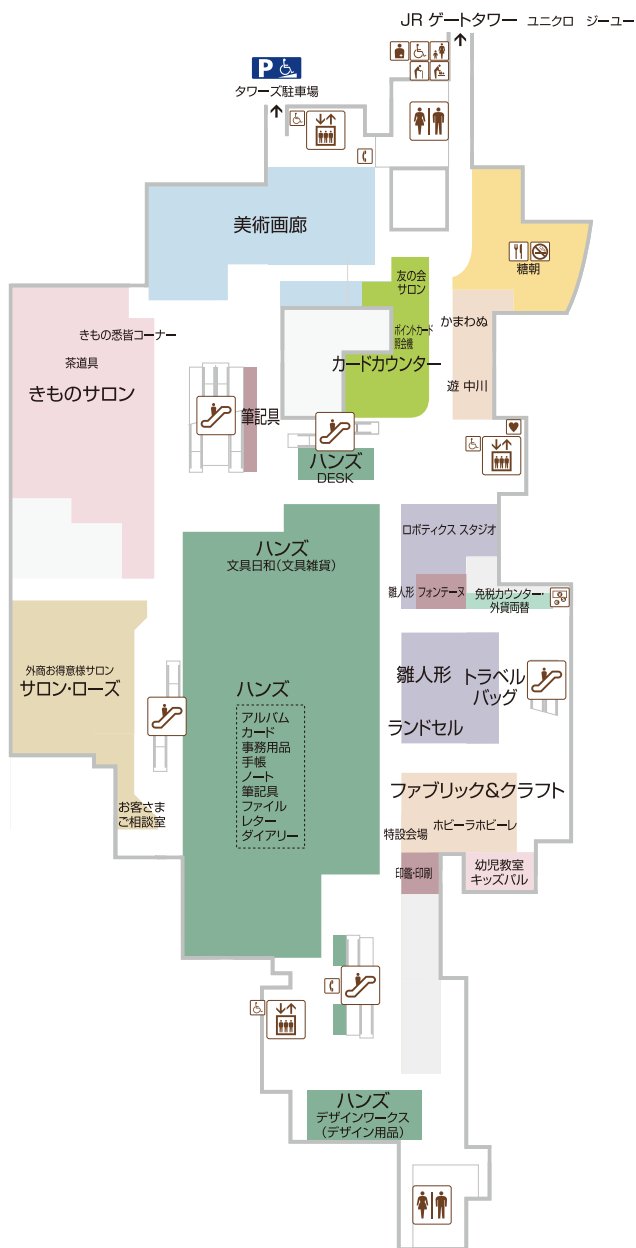 JR ゲートタワー ユニクロ ジーユー
P
タワーズ駐車場
美術画廊
糖朝
友の会
サロン
かまわぬ
ポイントカード
照会機
カードカウンター
遊 中川
きもの悉皆コーナー
茶道具
きものサロン
筆記具
ハンズ
DESK
ロボティクス スタジオ
ハンズ
文具日和(文具雑貨)
雛人形
フォンテーヌ
免税カウンター・
外貨両替
外商お得意様サロン
サロン・ローズ
ハンズ
雛人形
トラベル
バッグ
ランドセル
アルバム
カード
事務用品
手帳
ノート
筆記具
ファイル
レター
ダイアリー
お客さま
ご相談室
ファブリック&クラフト
ホビーラホビーレ
特設会場
印鑑・印刷
幼児教室
キッズパル
ハンズ
デザインワークス
(デザイン用品)